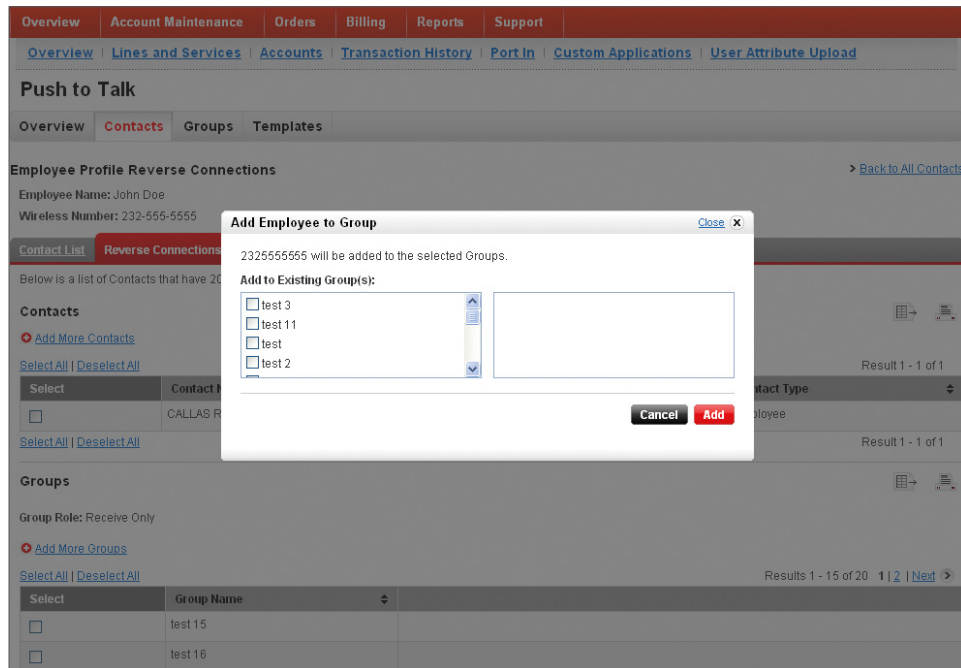 Overview Account Maintenance Orders Billing Reports Support
Overview | Lines and Services | Accounts | Transaction History | Port In | Custom Applications | User Attribute Upload
Push to Talk
Overview Contacts Groups Templates
Employee Profile Reverse Connections
> Back to All Contacts
Employee Name: John Doe
Wireless Number: 232-555-5555
Contact List Reverse Connections
Below is a list of Contacts that have
Contacts
Add More Contacts
Select All | Deselect All
Result 1 - 1 of 1
Select Contact Type
CALLAS
Select All | Deselect All
Result 1 - 1 of 1
Add Employee to Group
Close X
2325555555 will be added to the selected Groups.
Add to Existing Group(s):
test 3
test 11
test
test 2
Cancel Add
Groups
Group Role: Receive Only
Add More Groups
Select All | Deselect All
Results 1 - 15 of 20 1 | 2 | Next >
Select Group Name
test 15
test 16